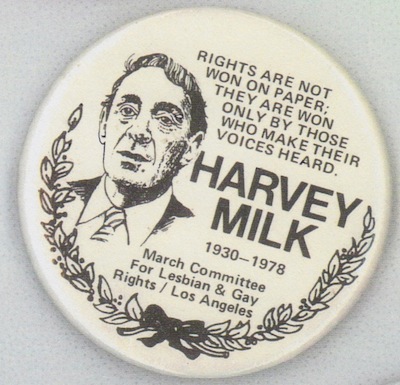 RIGHTS ARE NOT
WON ON PAPER;
THEY ARE WON
ONLY BY THOSE
WHO MAKE THEIR
VOICES HEARD.
HARVEY
MILK
1930–1978
March Committee
For Lesbian & Gay
Rights / Los Angeles